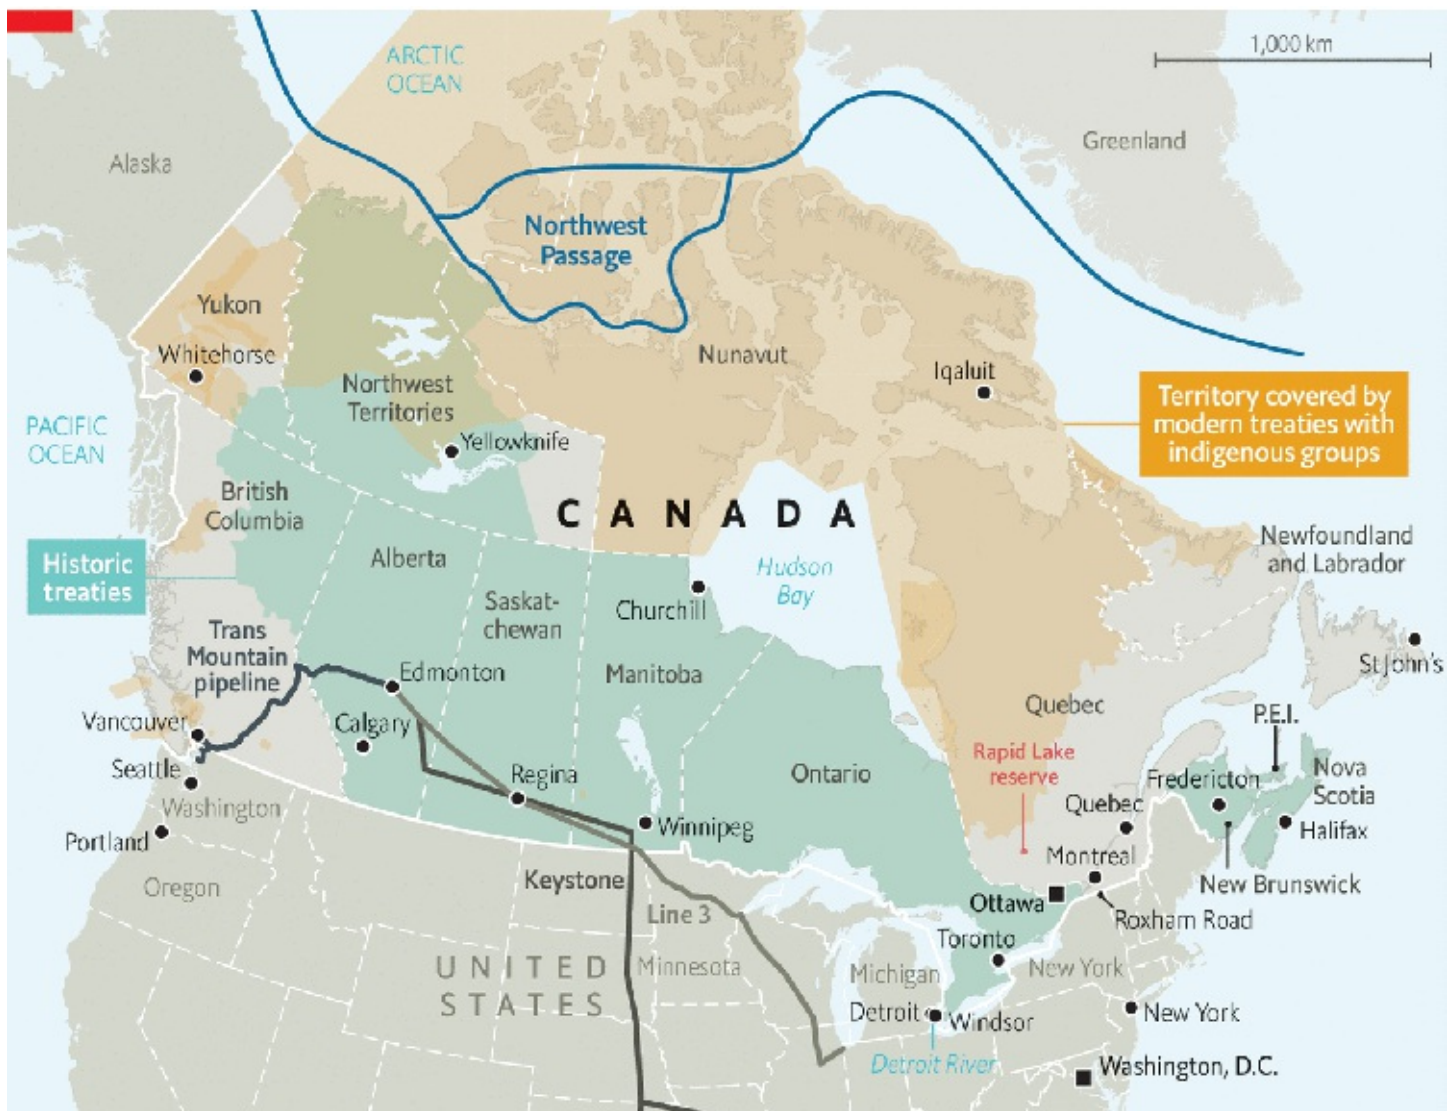 ARCTIC
OCEAN
1,000 km
Greenland
Alaska
Northwest
Passage
Yukon
Whitehorse
Nunavut
Iqaluit
Northwest
Territories
Territory covered by
modern treaties with
indigenous groups
PACIFIC
OCEAN
Yellowknife
British
Columbia
CANADA
Newfoundland
and Labrador
Historic
treaties
Alberta
Hudson
Bay
Saskat-
chewan
Churchill
Trans
Mountain
pipeline
St John's
Edmonton
Manitoba
Quebec
P.E.I.
Vancouver
Calgary
Rapid Lake
reserve
Seattle
Regina
Ontario
Fredericton
Nova
Scotia
Washington
Quebec
Portland
Winnipeg
Halifax
Montreal
Oregon
Keystone
New Brunswick
Ottawa
Line 3
Roxham Road
Toronto
UNITED
STATES
Minnesota
Michigan
New York
Detroit
Windsor
New York
Detroit River
Washington, D.C.